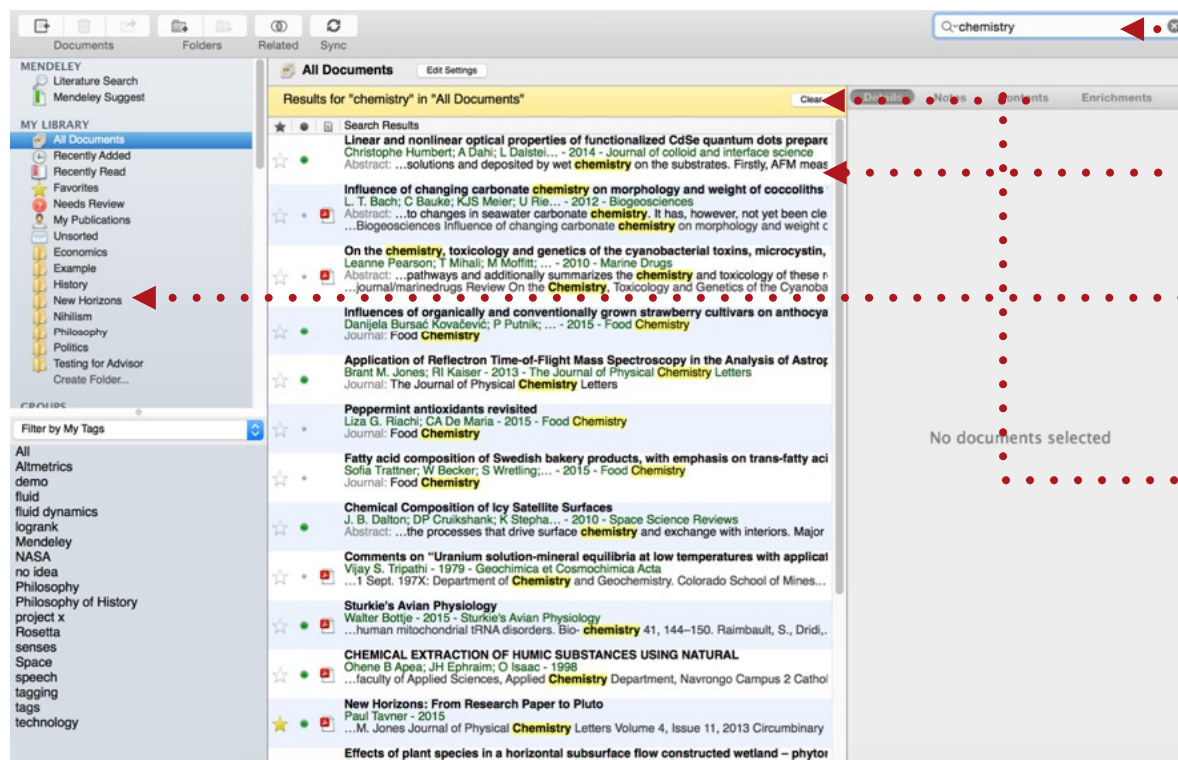 Documents
Folders
Related
Sync
chemistry
MENDELEY
Literature Search
Mendeley Suggest
MY LIBRARY
All Documents
Recently Added
Recently Read
Favorites
Needs Review
My Publications
Unsorted
Economics
Example
History
New Horizons
Nihilism
Philosophy
Politics
Testing for Advisor
Create Folder...
GROUPS
Filter by My Tags
All
Altmetrics
demo
fluid
fluid dynamics
logrank
Mendeley
NASA
no idea
Philosophy
Philosophy of History
project x
Rosetta
senses
Space
speech
tagging
tags
technology
All Documents
Edit Settings
Results for "chemistry" in "All Documents"
Clear
Search Results
Linear and nonlinear optical properties of functionalized CdSe quantum dots prepare
Christophe Humbert; A Dahi; L Dalstei... - 2014 - Journal of colloid and interface science
Abstract: ...solutions and deposited by wet chemistry on the substrates. Firstly, AFM meas
Influence of changing carbonate chemistry on morphology and weight of coccoliths
L. T. Bach; C Bauke; KJS Meier; U Rie... - 2012 - Biogeosciences
Abstract: ...to changes in seawater carbonate chemistry. It has, however, not yet been cle
...Biogeosciences Influence of changing carbonate chemistry on morphology and weight c
On the chemistry, toxicology and genetics of the cyanobacterial toxins, microcystin,
Leanne Pearson; T Mihali; M Moffitt; ... - 2010 - Marine Drugs
Abstract: ...pathways and additionally summarizes the chemistry and toxicology of these r
...journal/marinedrugs Review On the Chemistry, Toxicology and Genetics of the Cyanoba
Influences of organically and conventionally grown strawberry cultivars on anthocya
Danijela Bursać Kovačević; P Putnik; ... - 2015 - Food Chemistry
Journal: Food Chemistry
Application of Reflectron Time-of-Flight Mass Spectroscopy in the Analysis of Astrop
Brant M. Jones; RI Kaiser - 2013 - The Journal of Physical Chemistry Letters
Journal: The Journal of Physical Chemistry Letters
Peppermint antioxidants revisited
Liza G. Riachi; CA De Maria - 2015 - Food Chemistry
Journal: Food Chemistry
Fatty acid composition of Swedish bakery products, with emphasis on trans-fatty aci
Sofia Trattner; W Becker; S Wretling;... - 2015 - Food Chemistry
Journal: Food Chemistry
Chemical Composition of Icy Satellite Surfaces
J. B. Dalton; DP Cruikshank; K Stepha... - 2010 - Space Science Reviews
Abstract: ...the processes that drive surface chemistry and exchange with interiors. Major
Comments on "Uranium solution-mineral equilibria at low temperatures with applicat
Vijay S. Tripathi - 1979 - Geochimica et Cosmochimica Acta
...1 Sept. 197X: Department of Chemistry and Geochemistry. Colorado School of Mines...
Sturkie's Avian Physiology
Walter Bottje - 2015 - Sturkie's Avian Physiology
...human mitochondrial tRNA disorders. Bio- chemistry 41, 144–150. Raimbault, S., Dridi,.
CHEMICAL EXTRACTION OF HUMIC SUBSTANCES USING NATURAL
Ohene B Apea; JH Ephraim; O Isaac - 1998
...faculty of Applied Sciences, Applied Chemistry Department, Navrongo Campus 2 Cathol
New Horizons: From Research Paper to Pluto
Paul Tavner - 2015
...M. Jones Journal of Physical Chemistry Letters Volume 4, Issue 11, 2013 Circumbinary
Effects of plant species in a horizontal subsurface flow constructed wetland – phytor
Details
Notes
Contents
Enrichments
No documents selected